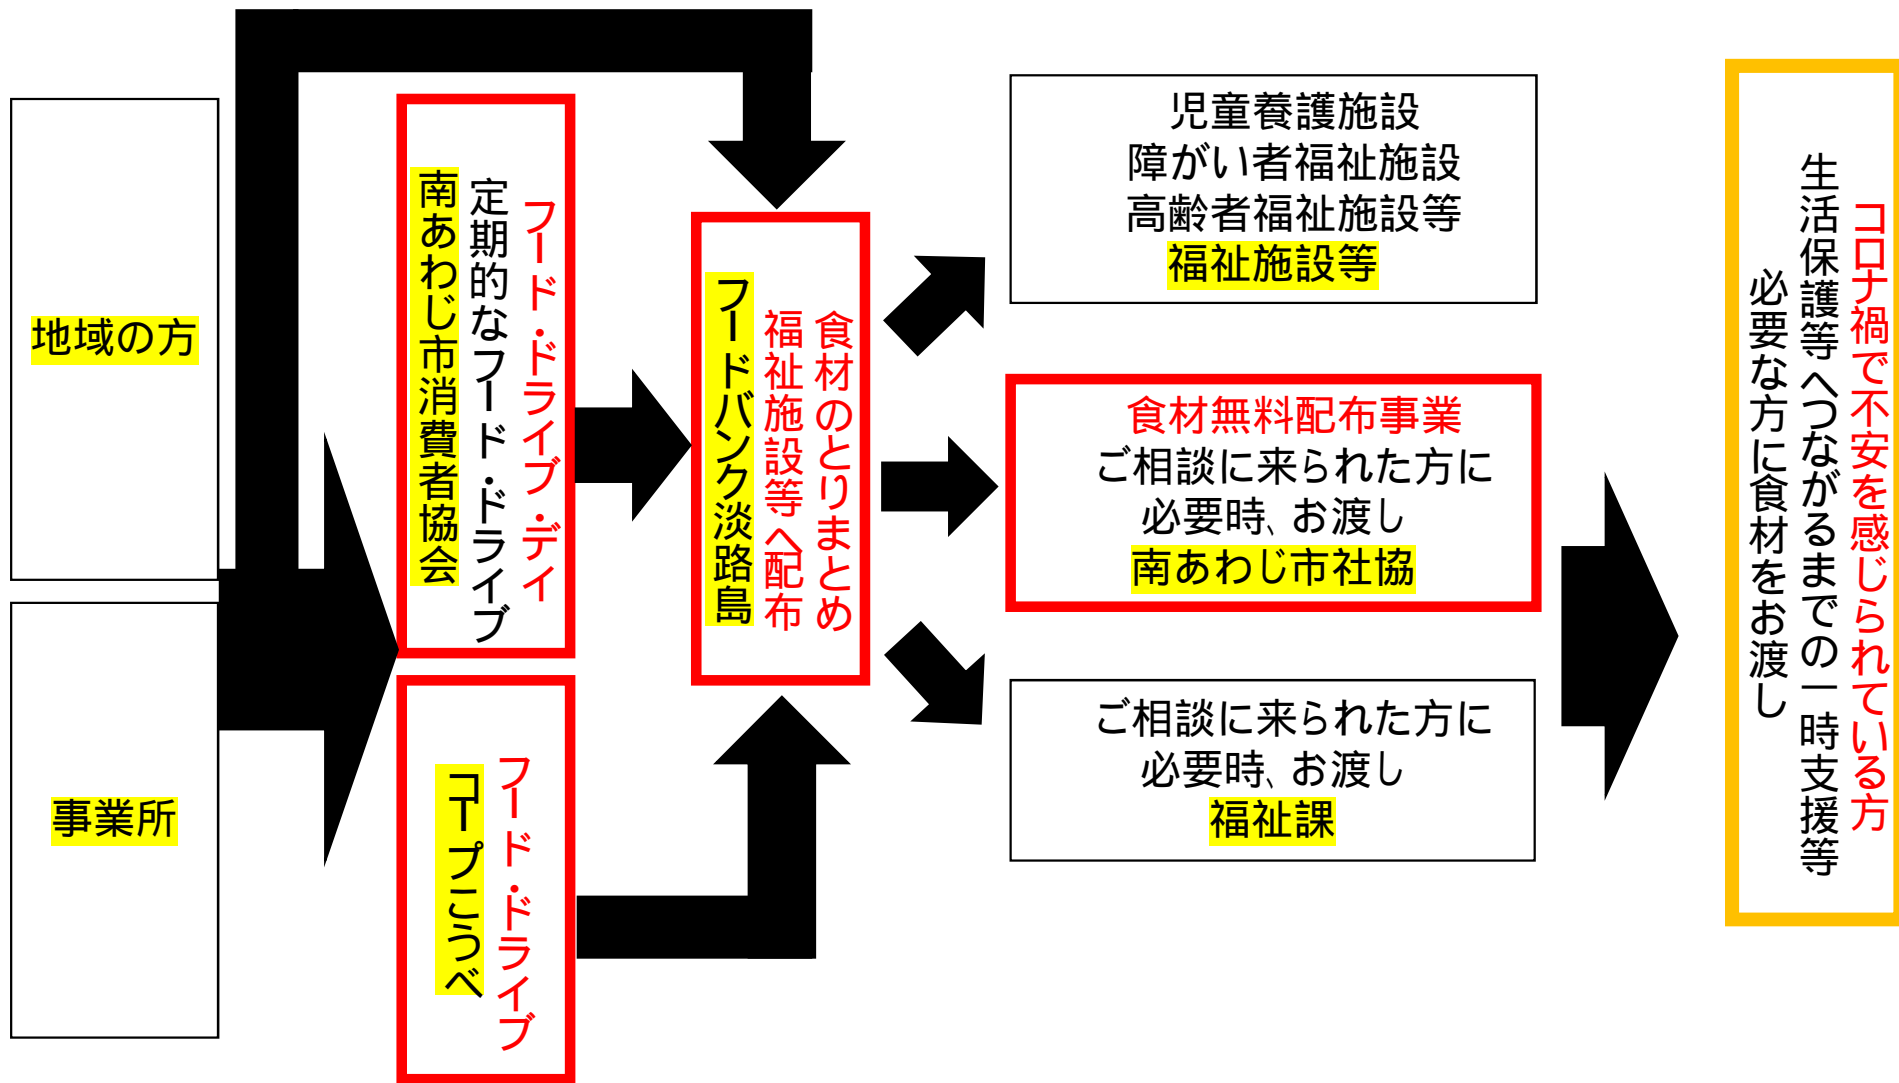 地域の方
事業所
フード・ドライブ・デイ
定期的なフード・ドライブ
南あわじ市消費者協会
フード・ドライブ
コープこうべ
食材のとりまとめ
福祉施設等へ配布
フードバンク淡路島
児童養護施設
障がい者福祉施設
高齢者福祉施設等
福祉施設等
食材無料配布事業
ご相談に来られた方に
必要時、お渡し
南あわじ市社協
ご相談に来られた方に
必要時、お渡し
福祉課
コロナ禍で不安を感じられている方
生活保護等へつながるまでの一時支援等
必要な方に食材をお渡し